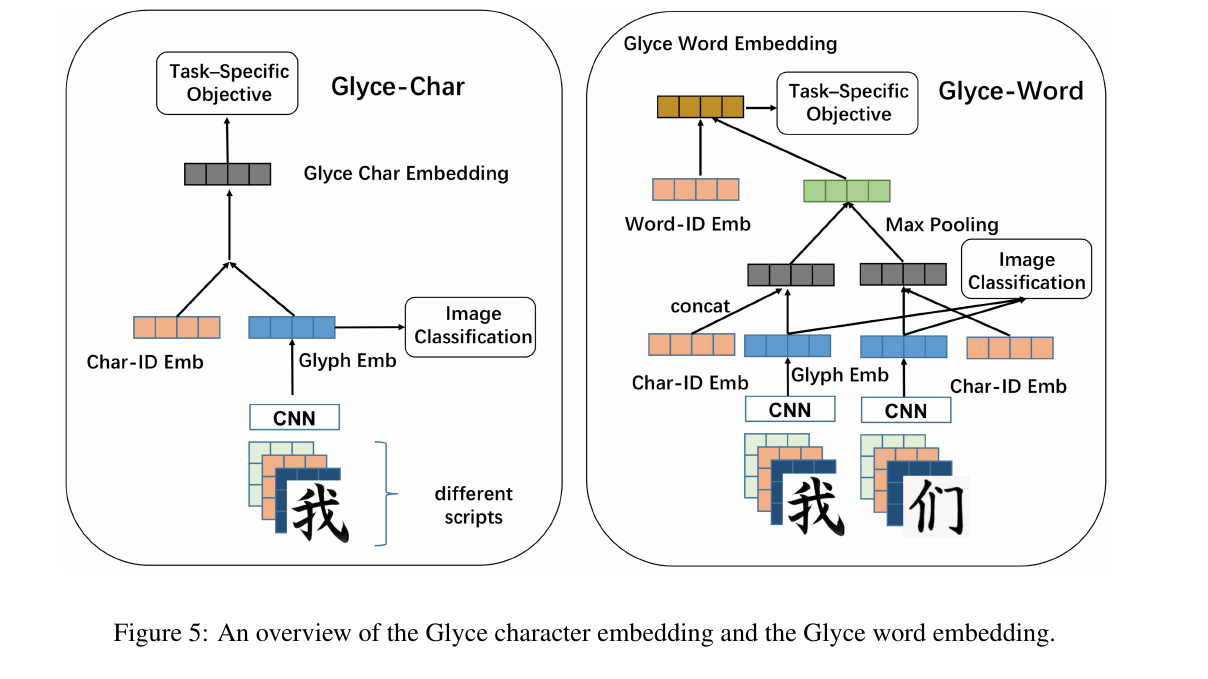 Task–Specific
Objective
Glyce-Char
Glyce Char Embedding
Char-ID Emb
Glyph Emb
Image
Classification
CNN
我
different
scripts
Glyce Word Embedding
Task–Specific
Objective
Glyce-Word
Word-ID Emb
Max Pooling
Image
Classification
concat
Char-ID Emb
Glyph Emb
Char-ID Emb
CNN
CNN
我
们
Figure 5: An overview of the Glyce character embedding and the Glyce word embedding.